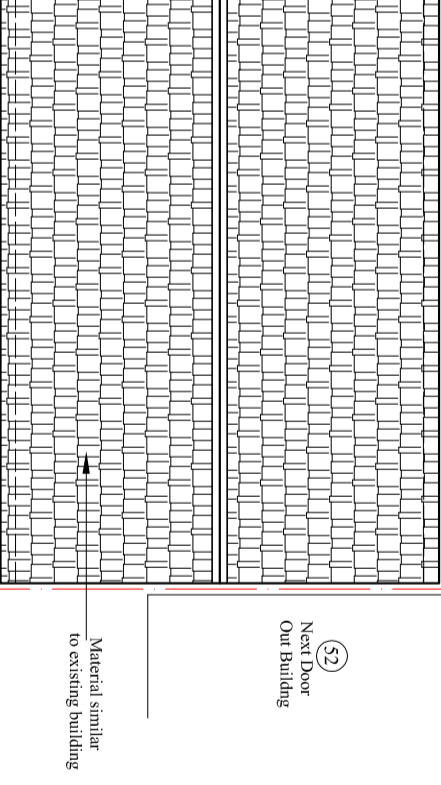 52
Next Door
Out Buildng
Material similar
to existing building